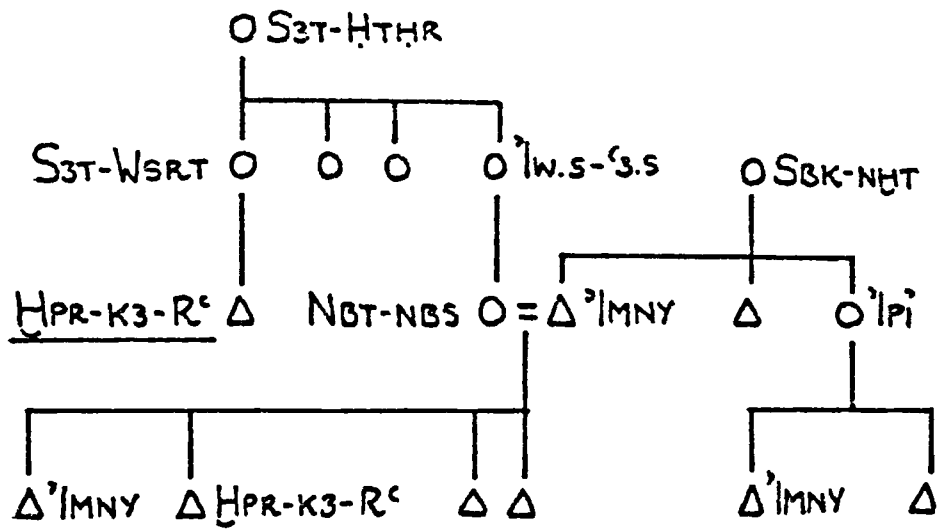 S3T-ḤTḤR
S3T-WSRT
ʾIW.S-ʿ3.S
SBK-NḪT
ḪPR-K3-Rʿ
NBT-NBS
=
ʾIMNY
ʾIPỈ
ʾIMNY
ḪPR-K3-Rʿ
ʾIMNY